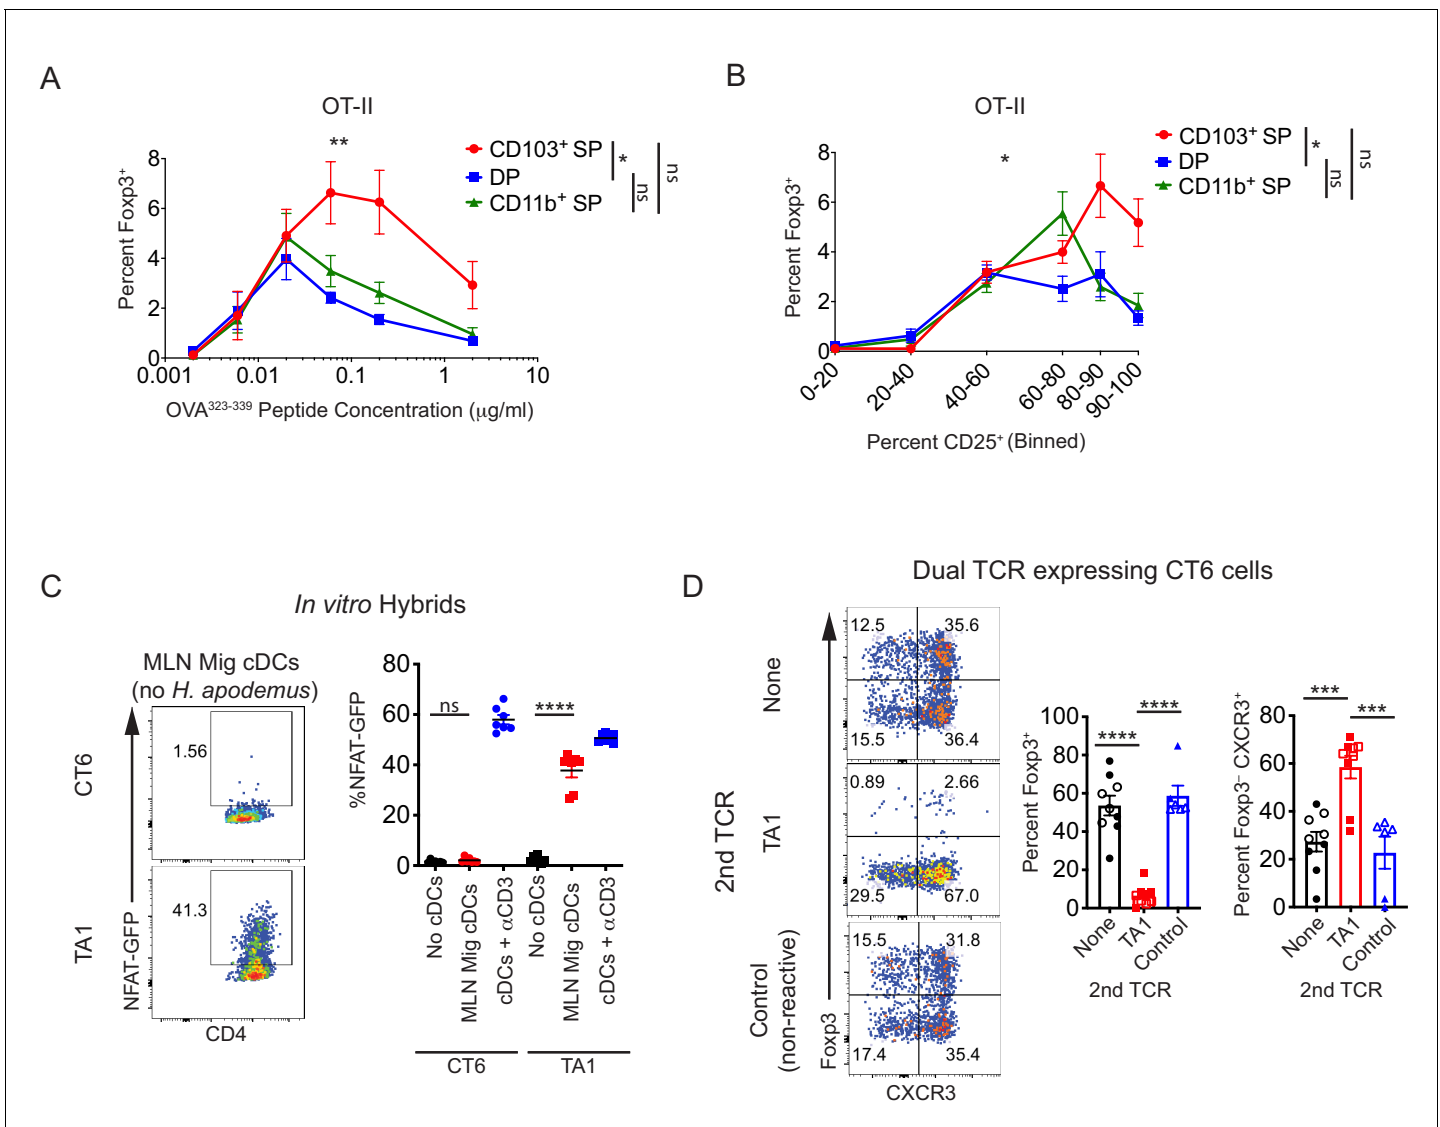 A
OT-II
**
CD103⁺ SP
DP
CD11b⁺ SP
*
ns
ns
Percent Foxp3⁺
8
6
4
2
0
0.001
0.01
0.1
1
10
OVA³²³⁻³³⁹ Peptide Concentration (μg/ml)
B
OT-II
*
CD103⁺ SP
DP
CD11b⁺ SP
*
ns
ns
Percent Foxp3⁺
8
6
4
2
0
0-20
20-40
40-60
60-80
80-90
90-100
Percent CD25⁺ (Binned)
C
In vitro Hybrids
MLN Mig cDCs
(no H. apodemus)
CT6
1.56
TA1
41.3
NFAT-GFP
CD4
%NFAT-GFP
80
60
40
20
0
ns
****
No cDCs
MLN Mig cDCs
cDCs + αCD3
No cDCs
MLN Mig cDCs
cDCs + αCD3
CT6
TA1
D
Dual TCR expressing CT6 cells
2nd TCR
None
12.5
35.6
15.5
36.4
TA1
0.89
2.66
29.5
67.0
Control
(non-reactive)
15.5
31.8
17.4
35.4
Foxp3
CXCR3
Percent Foxp3⁺
100
80
60
40
20
0
****
****
None
TA1
Control
2nd TCR
Percent Foxp3⁻ CXCR3⁺
80
60
40
20
0
***
***
None
TA1
Control
2nd TCR